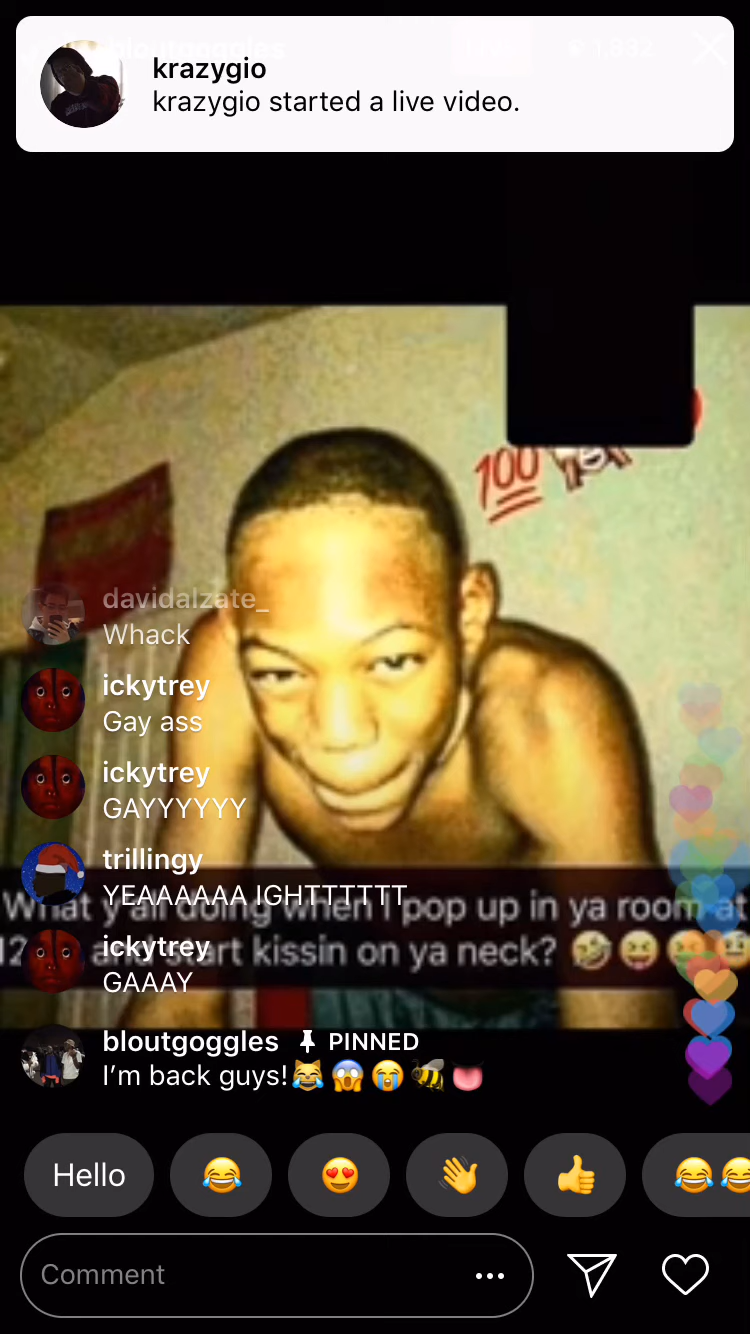 bloutgoggles
1,832
krazygio
krazygio started a live video.
100
davidalzate_
Whack
ickytrey
Gay ass
ickytrey
GAYYYYYY
trillingy
YEAAAAAA IGHTTTTTT
What y'all doing when I pop up in ya room at
start kissin on ya neck? 🤣😝
ickytrey
GAAAY
bloutgoggles PINNED
I’m back guys!😹😱😭🐝👅
Hello 😂 😍 👋 👍 😂😂
Comment